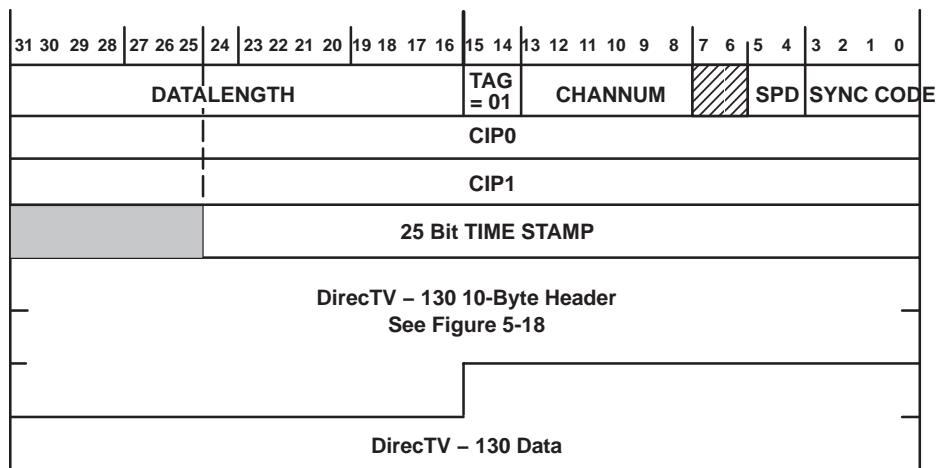 31 30 29 28 27 26 25 24 23 22 21 20 19 18 17 16 15 14 13 12 11 10 9 8 7 6 5 4 3 2 1 0
DATALENGTH TAG = 01 CHANNUM SPD SYNC CODE
CIP0
CIP1
25 Bit TIME STAMP
DirecTV – 130 10-Byte Header
See Figure 5-18
DirecTV – 130 Data